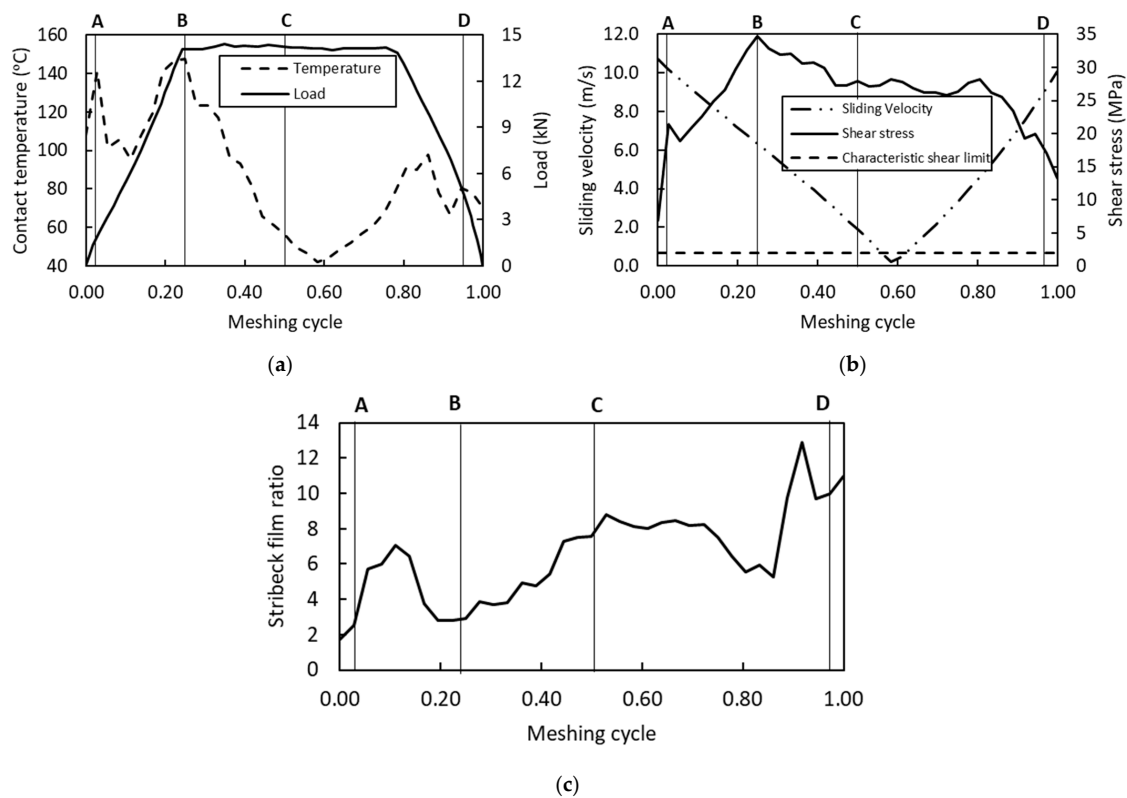 A B C D
160
140
120
100
80
60
40
Contact temperature (ºC)
14
12
9
6
3
0
Load (kN)
Temperature
Load
0.00 0.20 0.40 0.60 0.80 1.00
Meshing cycle
(a)
A B C D
12.0
10.0
8.0
6.0
4.0
2.0
0.0
Sliding velocity (m/s)
35
30
25
20
15
10
5
0
Shear stress (MPa)
Sliding Velocity
Shear stress
Characteristic shear limit
0.00 0.20 0.40 0.60 0.80 1.00
Meshing cycle
(b)
A B C D
14
12
10
8
6
4
2
0
Stribeck film ratio
0.00 0.20 0.40 0.60 0.80 1.00
Meshing cycle
(c)